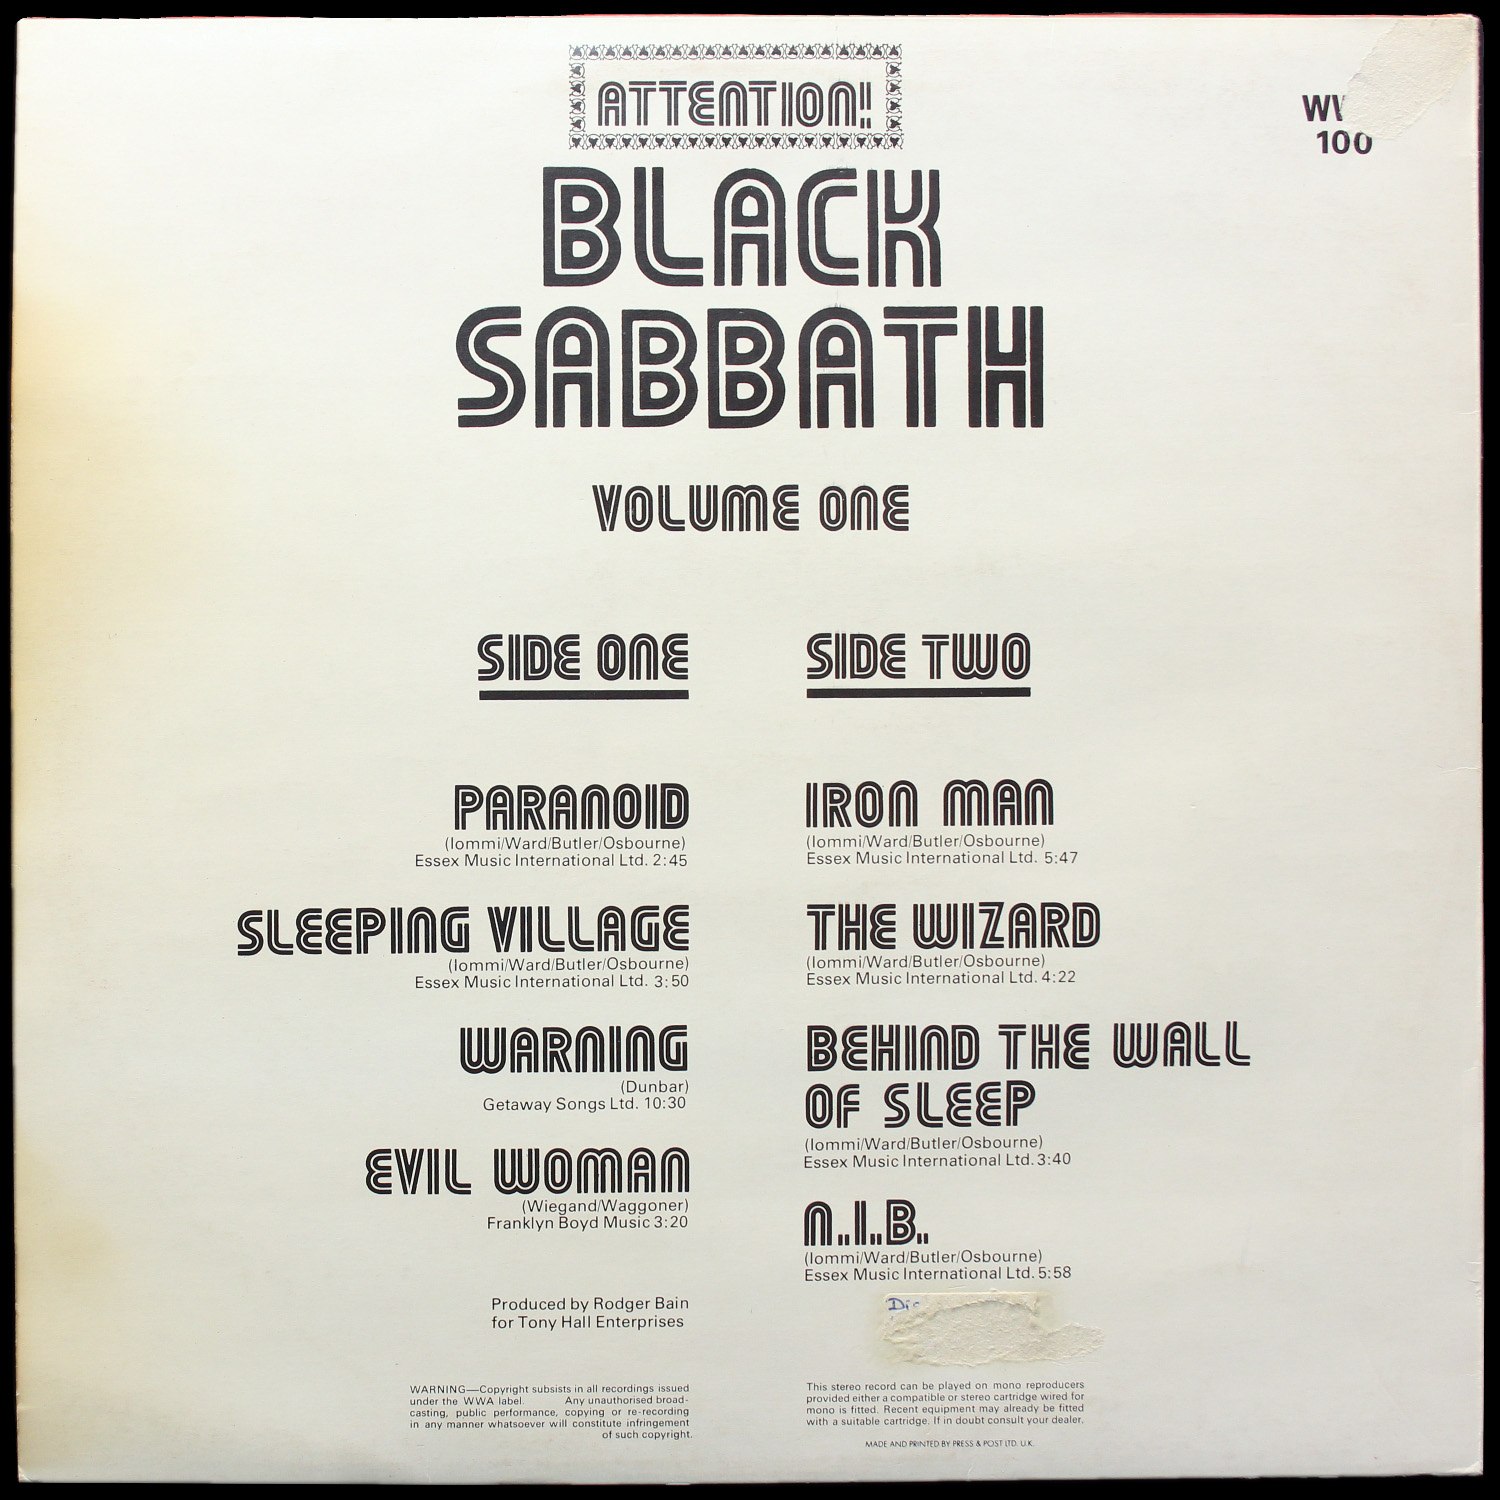 ATTENTION!
BLACK
SABBATH
VOLUME ONE
SIDE ONE
PARANOID
(Iommi/Ward/Butler/Osbourne)
Essex Music International Ltd. 2:45
SLEEPING VILLAGE
(Iommi/Ward/Butler/Osbourne)
Essex Music International Ltd. 3:50
WARNING
(Dunbar)
Getaway Songs Ltd. 10:30
EVIL WOMAN
(Wiegand/Waggoner)
Franklyn Boyd Music 3:20
Produced by Rodger Bain
for Tony Hall Enterprises
WARNING—Copyright subsists in all recordings issued
under the WWA label. Any unauthorised broad-
casting, public performance, copying or re-recording
in any manner whatsoever will constitute infringement
of such copyright.
100
SIDE TWO
IRON MAN
(Iommi/Ward/Butler/Osbourne)
Essex Music International Ltd. 5:47
THE WIZARD
(Iommi/Ward/Butler/Osbourne)
Essex Music International Ltd. 4:22
BEHIND THE WALL
OF SLEEP
(Iommi/Ward/Butler/Osbourne)
Essex Music International Ltd. 3:40
N.I.B.
(Iommi/Ward/Butler/Osbourne)
Essex Music International Ltd. 5:58
This stereo record can be played on mono reproducers
provided either a compatible or stereo cartridge wired for
mono is fitted. Recent equipment may already be fitted
with a suitable cartridge. If in doubt consult your dealer.
MADE AND PRINTED BY PRESS & POST LTD. U.K.